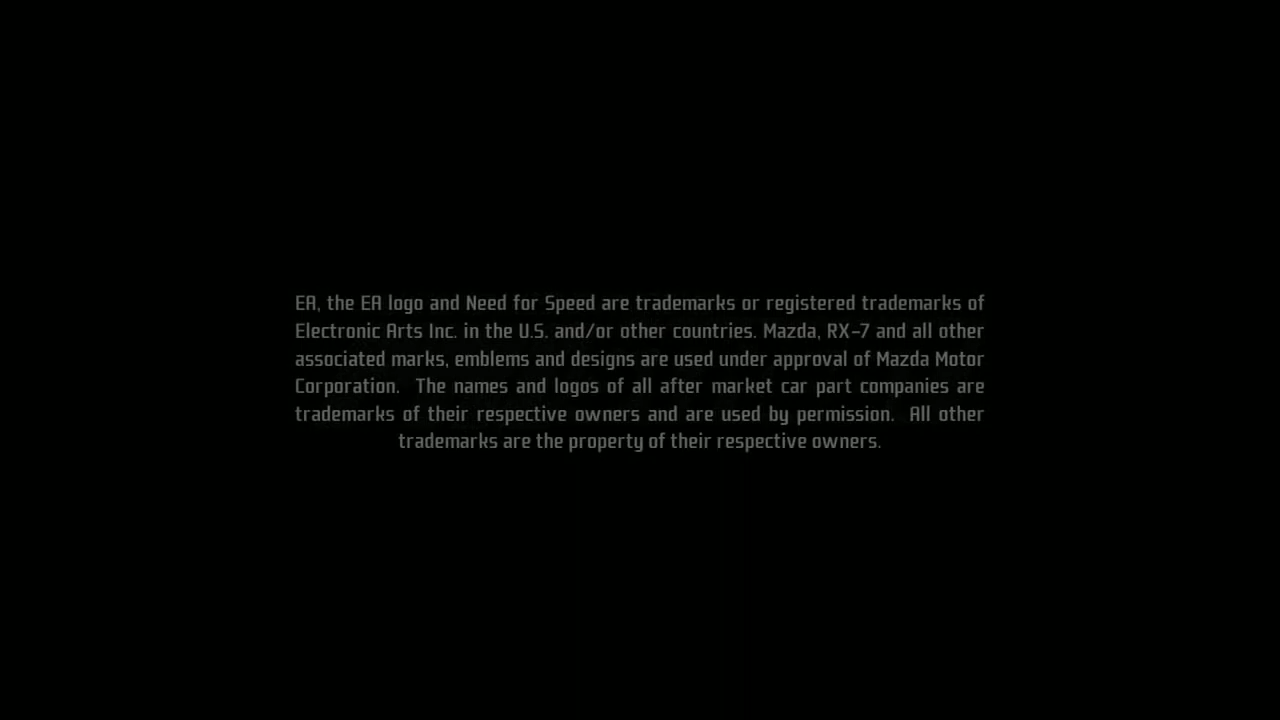 EA, the EA logo and Need for Speed are trademarks or registered trademarks of
Electronic Arts Inc. in the U.S. and/or other countries. Mazda, RX-7 and all other
associated marks, emblems and designs are used under approval of Mazda Motor
Corporation.  The names and logos of all after market car part companies are
trademarks of their respective owners and are used by permission.  All other
trademarks are the property of their respective owners.